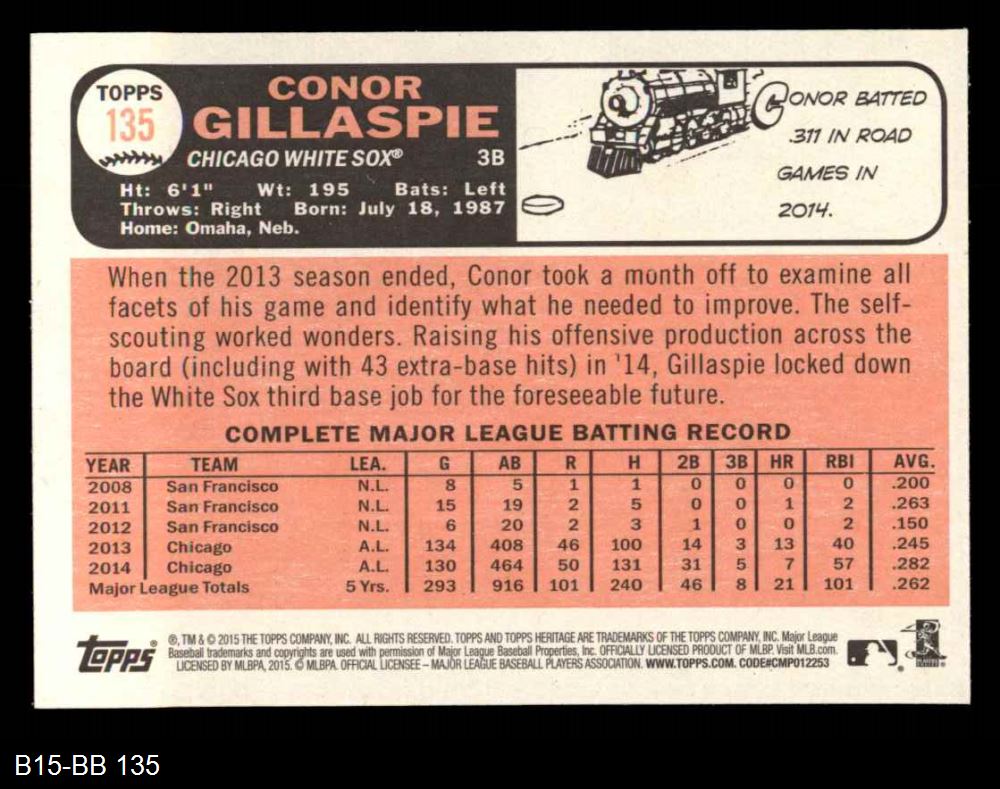 TOPPS
135
CONOR
GILLASPIE
CHICAGO WHITE SOX® 3B
Ht: 6'1" Wt: 195 Bats: Left
Throws: Right Born: July 18, 1987
Home: Omaha, Neb.
CONOR BATTED
.311 IN ROAD
GAMES IN
2014.
When the 2013 season ended, Conor took a month off to examine all
facets of his game and identify what he needed to improve. The self-
scouting worked wonders. Raising his offensive production across the
board (including with 43 extra-base hits) in '14, Gillaspie locked down
the White Sox third base job for the foreseeable future.
COMPLETE MAJOR LEAGUE BATTING RECORD
YEAR TEAM LEA. G AB R H 2B 3B HR RBI AVG.
2008 San Francisco N.L. 8 5 1 1 0 0 0 0 .200
2011 San Francisco N.L. 15 19 2 5 0 0 1 2 .263
2012 San Francisco N.L. 6 20 2 3 1 0 0 2 .150
2013 Chicago A.L. 134 408 46 100 14 3 13 40 .245
2014 Chicago A.L. 130 464 50 131 31 5 7 57 .282
Major League Totals 5 Yrs. 293 916 101 240 46 8 21 101 .262
Topps®
®, TM & © 2015 THE TOPPS COMPANY, INC. ALL RIGHTS RESERVED. TOPPS AND TOPPS HERITAGE ARE TRADEMARKS OF THE TOPPS COMPANY, INC. Major League
Baseball trademarks and copyrights are used with permission of Major League Baseball Properties, Inc. OFFICIALLY LICENSED PRODUCT OF MLBP. Visit MLB.com.
LICENSED BY MLBPA, 2015. © MLBPA. OFFICIAL LICENSEE – MAJOR LEAGUE BASEBALL PLAYERS ASSOCIATION. WWW.TOPPS.COM. CODE#CMP012253
B15-BB 135